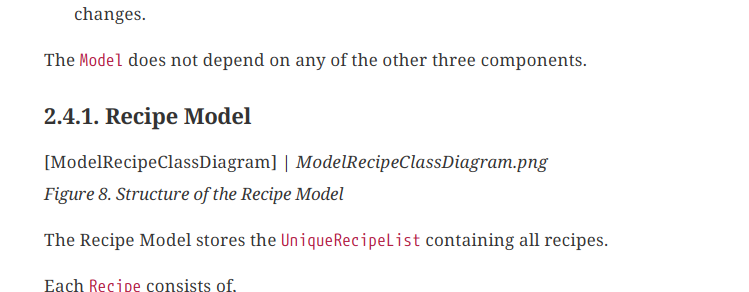 changes.
The Model does not depend on any of the other three components.
2.4.1. Recipe Model
[ModelRecipeClassDiagram] | ModelRecipeClassDiagram.png
Figure 8. Structure of the Recipe Model
The Recipe Model stores the UniqueRecipeList containing all recipes.
Each Recipe consists of.